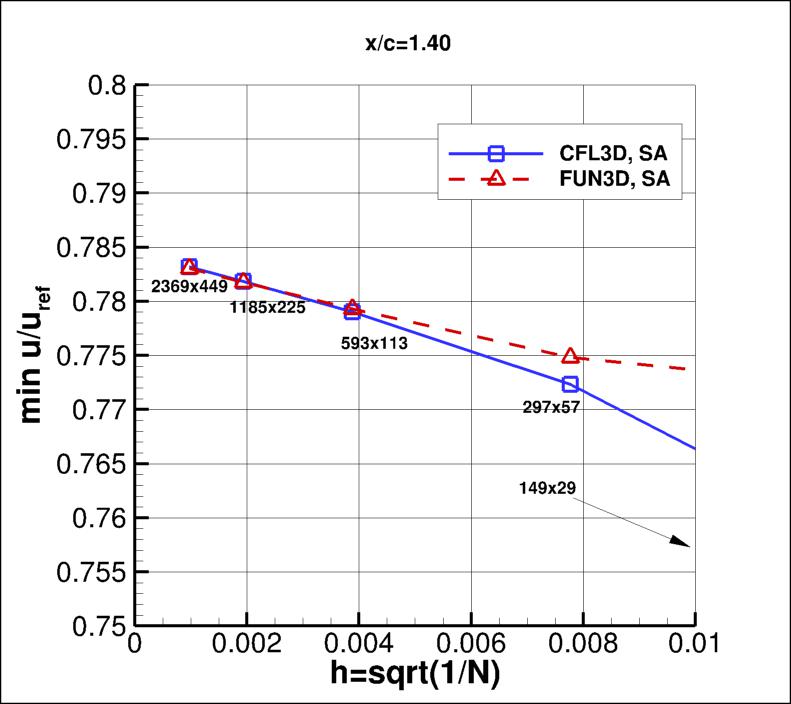 x/c=1.40
0.8
0.795
0.79
0.785
0.78
0.775
0.77
0.765
0.76
0.755
0.75
min u/uref
CFL3D, SA
FUN3D, SA
2369x449
1185x225
593x113
297x57
149x29
0
0.002
0.004
0.006
0.008
0.01
h=sqrt(1/N)